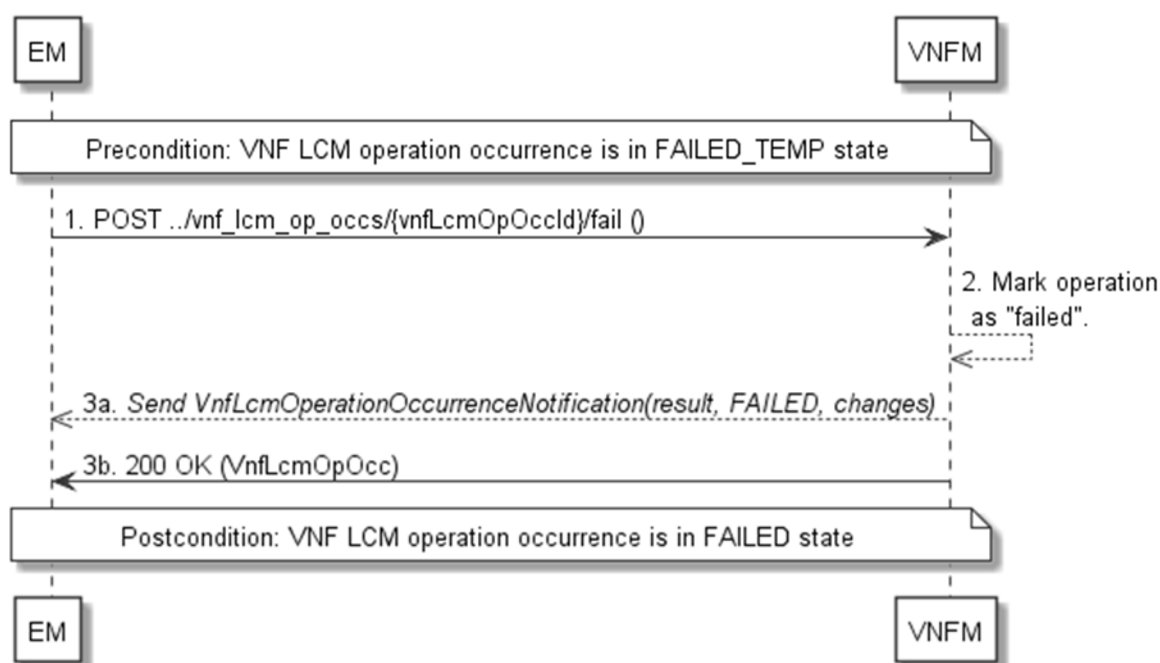 EM
VNFM
Precondition: VNF LCM operation occurrence is in FAILED_TEMP state
1. POST ../vnf_lcm_op_occs/{vnfLcmOpOccId}/fail ()
2. Mark operation
as "failed".
3a. Send VnfLcmOperationOccurrenceNotification(result, FAILED, changes)
3b. 200 OK (VnfLcmOpOcc)
Postcondition: VNF LCM operation occurrence is in FAILED state
EM
VNFM